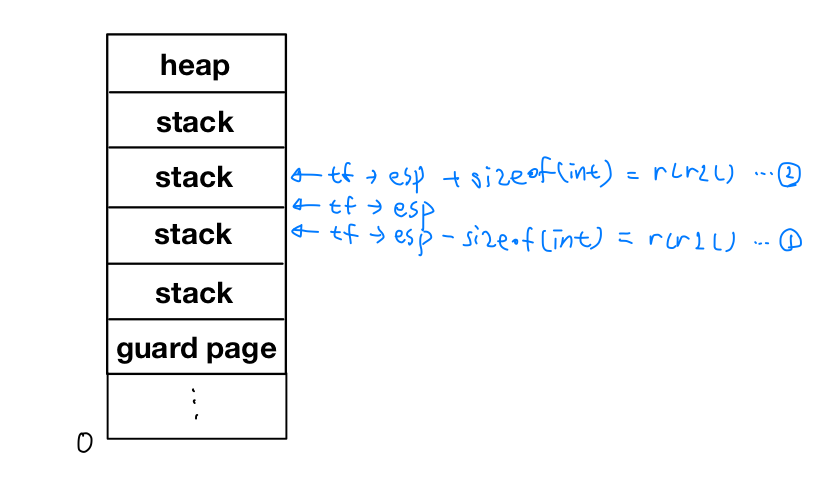 heap
stack
stack
← tf → esp + sizeof(int) = rcr2() ... ②
← tf → esp
stack
← tf → esp - sizeof(int) = rcr2() ... ①
stack
guard page
⋮
0